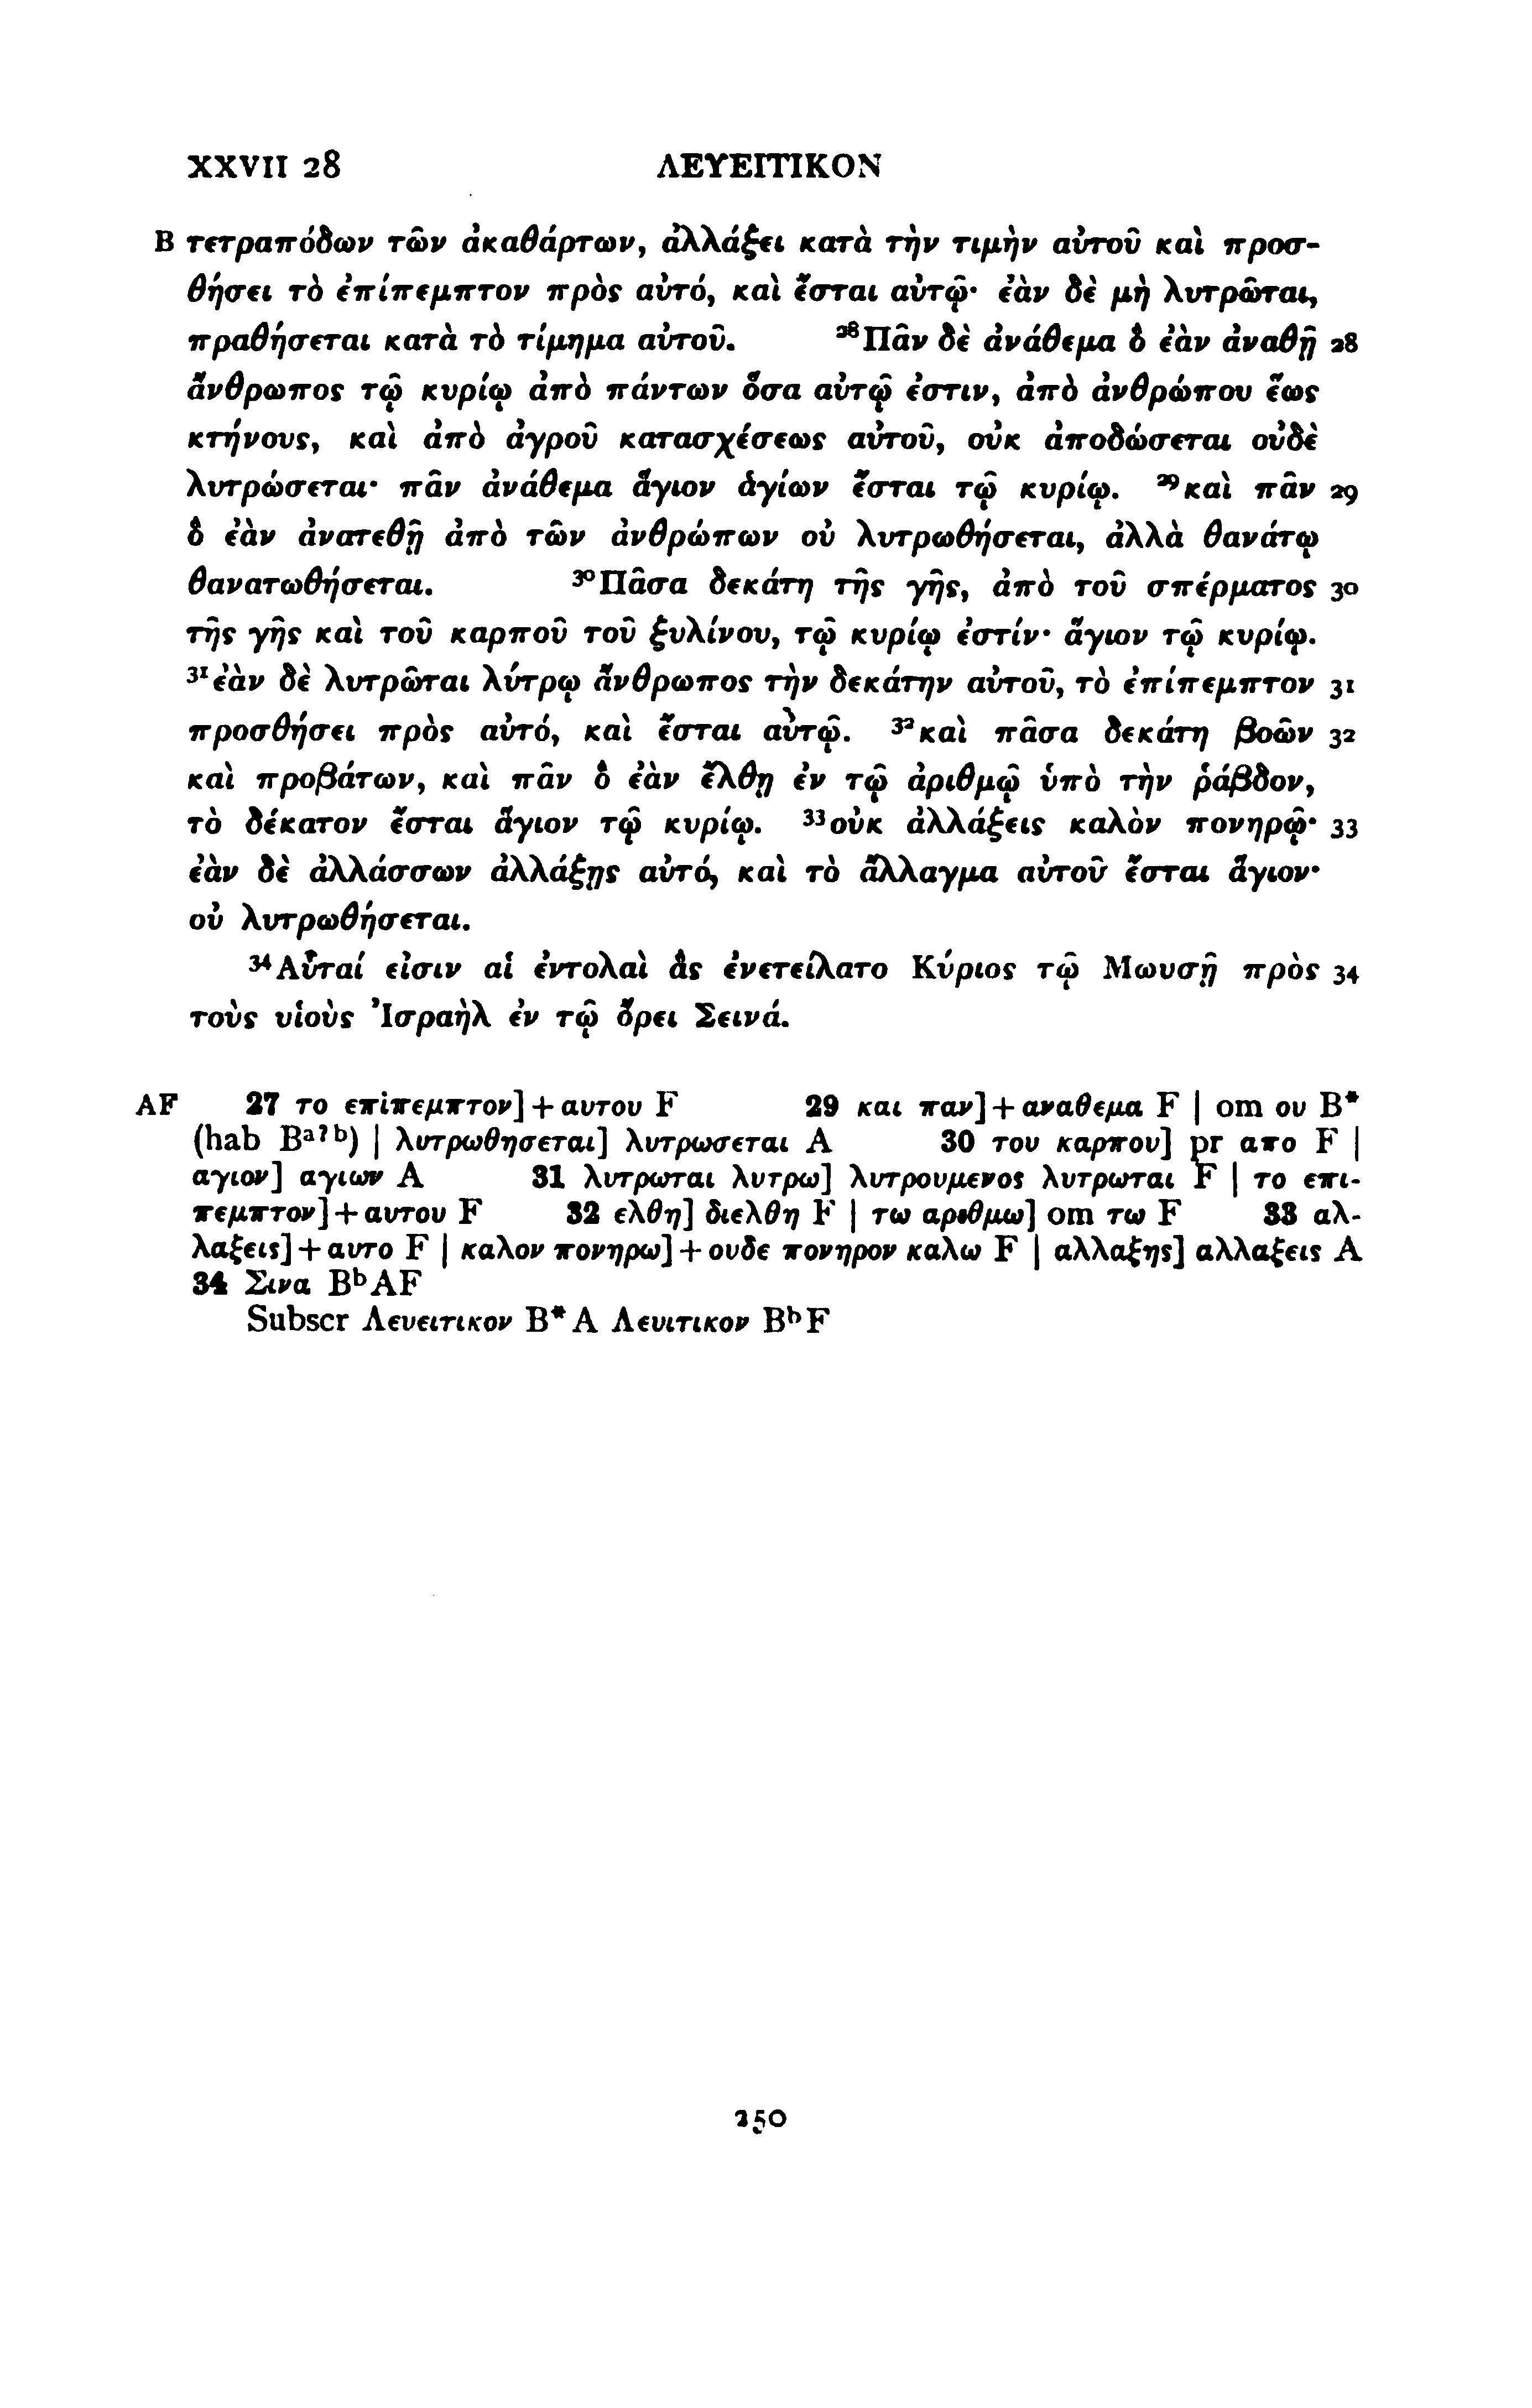 XXVII 28 ΛΕΥΕΙΤΙΚΟΝ
B τετραπόδων τῶν ἀκαθάρτων, ἀλλάξει κατὰ τὴν τιμὴν αὐτοῦ καὶ προσ-
θήσει τὸ ἐπίπεμπτον πρὸς αὐτό, καὶ ἔσται αὐτῷ· ἐὰν δὲ μὴ λυτρῶται,
πραθήσεται κατὰ τὸ τίμημα αὐτοῦ. ²⁸Πᾶν δὲ ἀνάθεμα ὃ ἐὰν ἀναθῇ 28
ἄνθρωπος τῷ κυρίῳ ἀπὸ πάντων ὅσα αὐτῷ ἐστιν, ἀπὸ ἀνθρώπου ἕως
κτήνους, καὶ ἀπὸ ἀγροῦ κατασχέσεως αὐτοῦ, οὐκ ἀποδώσεται οὐδὲ
λυτρώσεται· πᾶν ἀνάθεμα ἅγιον ἁγίων ἔσται τῷ κυρίῳ. ²⁹καὶ πᾶν 29
ὃ ἐὰν ἀνατεθῇ ἀπὸ τῶν ἀνθρώπων οὐ λυτρωθήσεται, ἀλλὰ θανάτῳ
θανατωθήσεται. ³⁰Πᾶσα δεκάτη τῆς γῆς, ἀπὸ τοῦ σπέρματος 30
τῆς γῆς καὶ τοῦ καρποῦ τοῦ ξυλίνου, τῷ κυρίῳ ἐστίν· ἅγιον τῷ κυρίῳ.
³¹ἐὰν δὲ λυτρῶται λύτρῳ ἄνθρωπος τὴν δεκάτην αὐτοῦ, τὸ ἐπίπεμπτον 31
προσθήσει πρὸς αὐτό, καὶ ἔσται αὐτῷ. ³²καὶ πᾶσα δεκάτη βοῶν 32
καὶ προβάτων, καὶ πᾶν ὃ ἐὰν ἔλθῃ ἐν τῷ ἀριθμῷ ὑπὸ τὴν ῥάβδον,
τὸ δέκατον ἔσται ἅγιον τῷ κυρίῳ. ³³οὐκ ἀλλάξεις καλὸν πονηρῷ· 33
ἐὰν δὲ ἀλλάσσων ἀλλάξῃς αὐτό, καὶ τὸ ἄλλαγμα αὐτοῦ ἔσται ἅγιον·
οὐ λυτρωθήσεται.
³⁴Αὗταί εἰσιν αἱ ἐντολαὶ ἃς ἐνετείλατο Κύριος τῷ Μωυσῇ πρὸς 34
τοὺς υἱοὺς Ἰσραὴλ ἐν τῷ ὄρει Σεινά.
AF 27 το επιπεμπτον]+αυτου F 29 και παν]+αναθεμα F | om ου B*
(hab Bᵃ?ᵇ) | λυτρωθησεται] λυτρωσεται A 30 του καρπου] pr απο F |
αγιον] αγιων A 31 λυτρωται λυτρω] λυτρουμενος λυτρωται F | το επι-
πεμπτον]+αυτου F 32 ελθη] διελθη F | τω αριθμω] om τω F 33 αλ-
λαξεις]+αυτο F | καλον πονηρω]+ουδε πονηρον καλω F | αλλαξης] αλλαξεις A
34 Σινα BᵇAF
Subscr Λευειτικον B*A Λευιτικον BᵇF
250